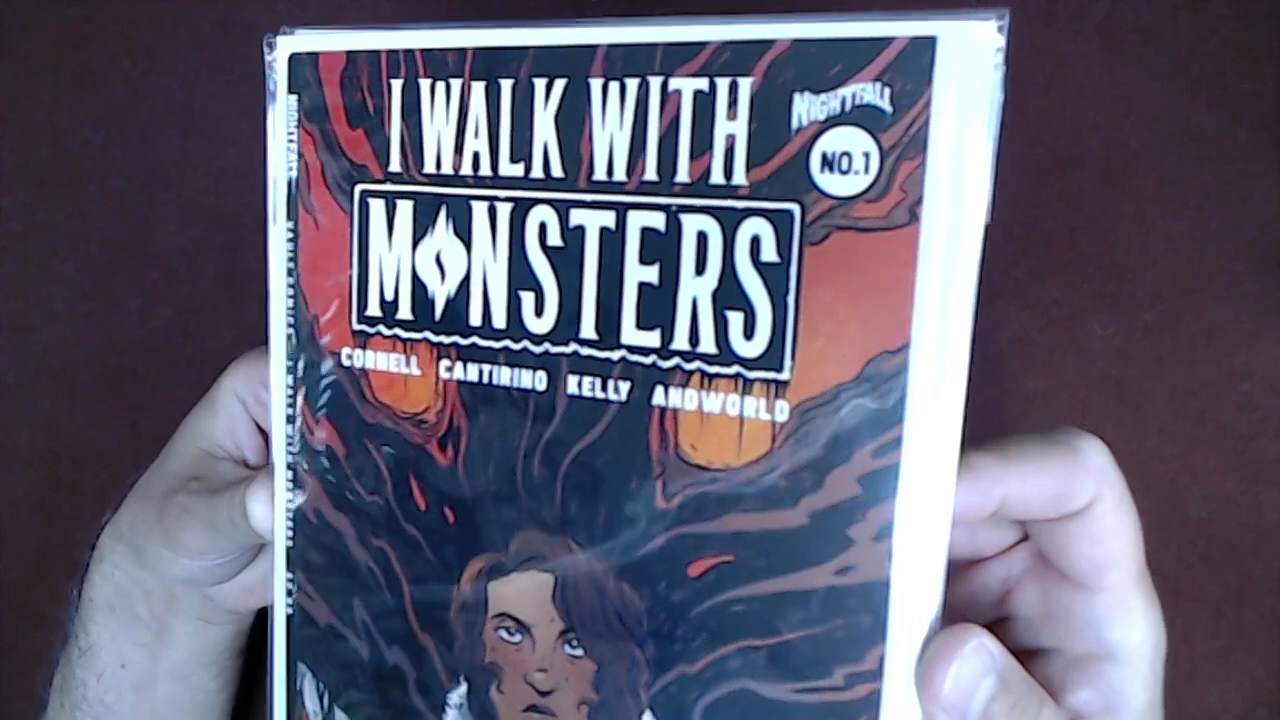 I WALK WITH
MONSTERS
NIGHTFALL
NO.1
CORNELL CANTIRINO KELLY ANDWORLD